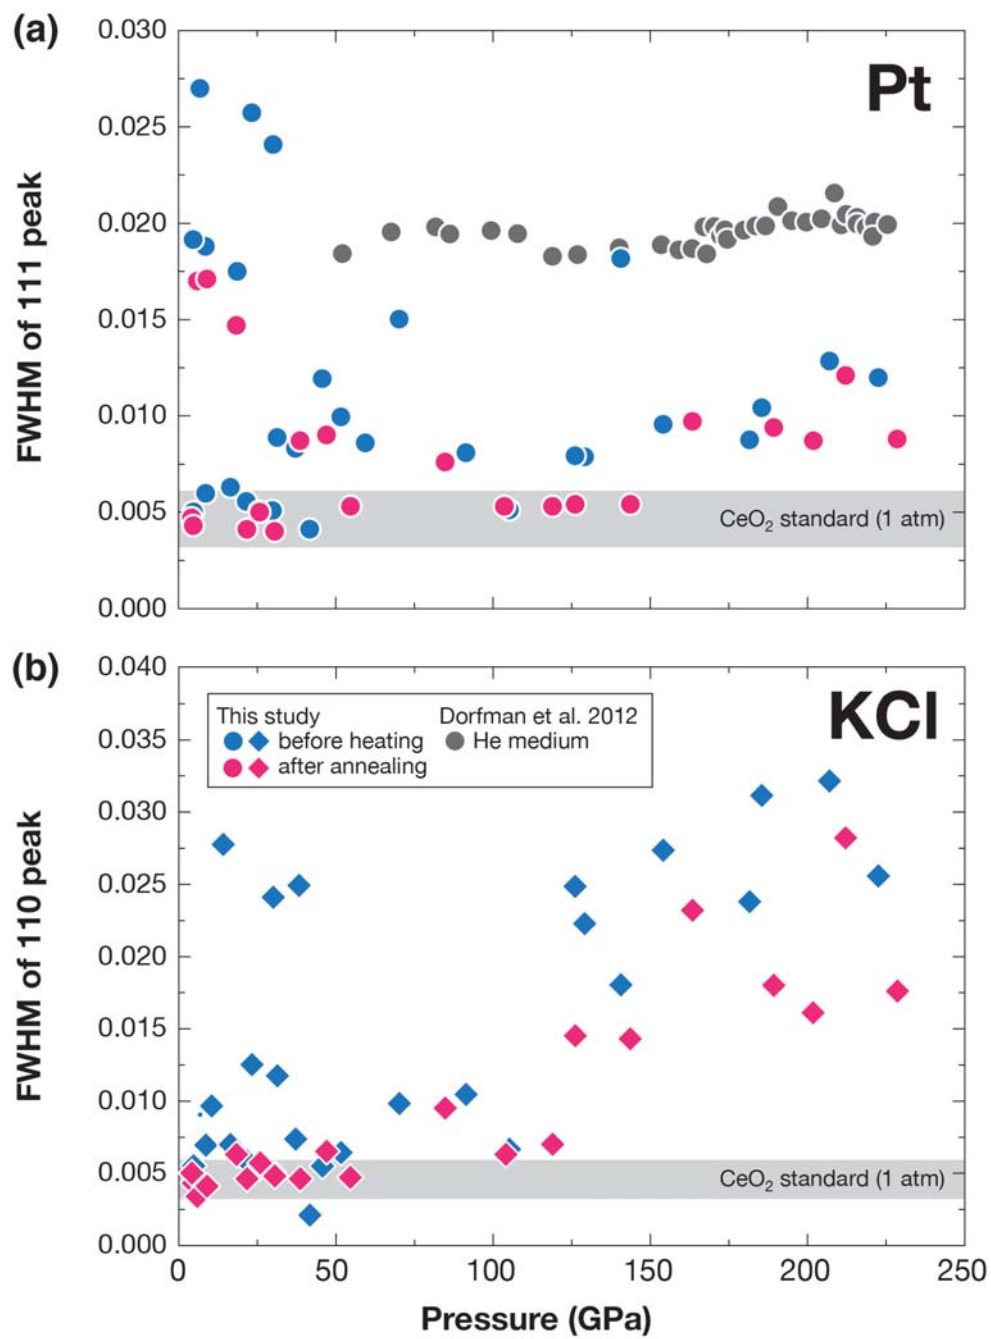 (a)
Pt
FWHM of 111 peak
0.030
0.025
0.020
0.015
0.010
0.005
0.000
CeO₂ standard (1 atm)
(b)
KCl
FWHM of 110 peak
0.040
0.035
0.030
0.025
0.020
0.015
0.010
0.005
0.000
This study Dorfman et al. 2012
before heating He medium
after annealing
CeO₂ standard (1 atm)
0 50 100 150 200 250
Pressure (GPa)